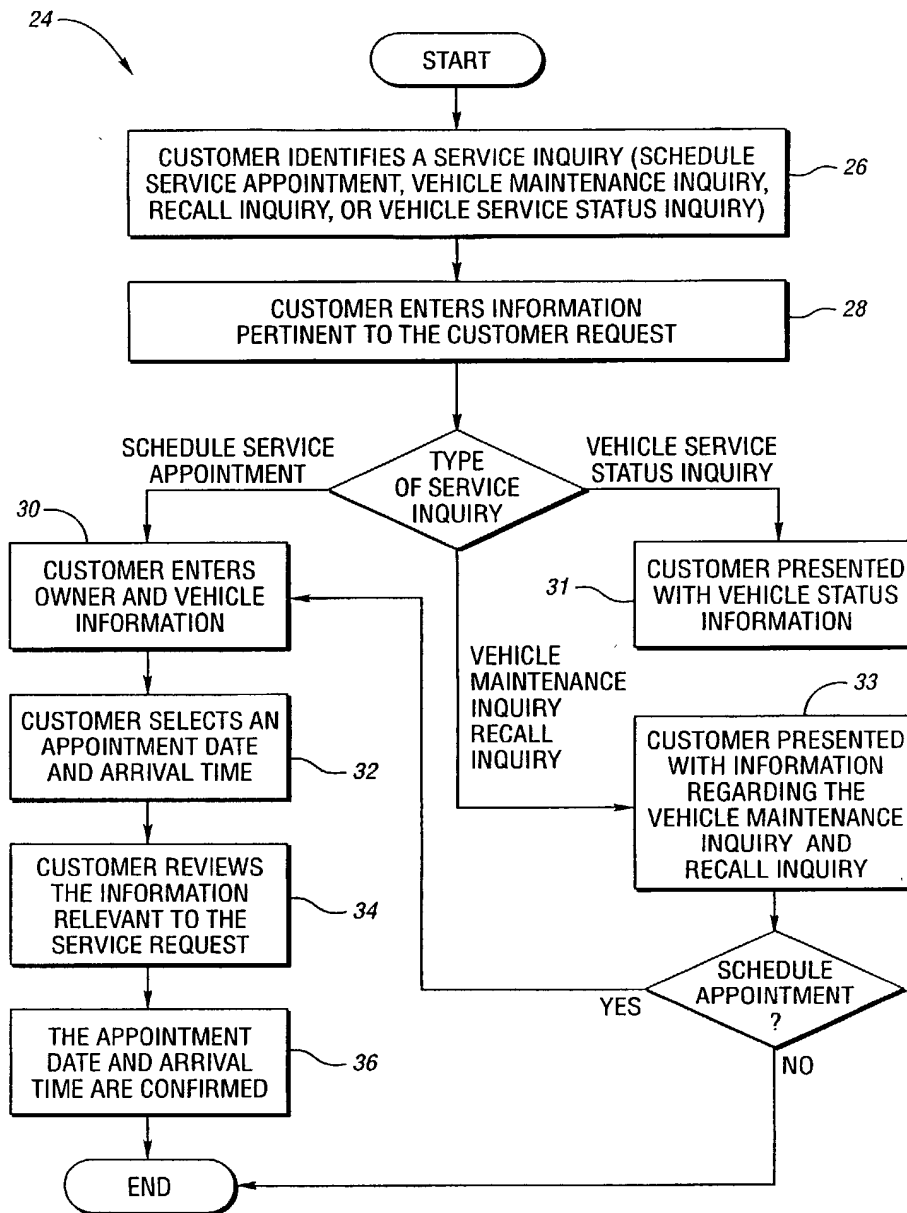 24
START
CUSTOMER IDENTIFIES A SERVICE INQUIRY (SCHEDULE
SERVICE APPOINTMENT, VEHICLE MAINTENANCE INQUIRY,
RECALL INQUIRY, OR VEHICLE SERVICE STATUS INQUIRY)
26
CUSTOMER ENTERS INFORMATION
PERTINENT TO THE CUSTOMER REQUEST
28
SCHEDULE SERVICE
APPOINTMENT
TYPE
OF SERVICE
INQUIRY
VEHICLE SERVICE
STATUS INQUIRY
30
CUSTOMER ENTERS
OWNER AND VEHICLE
INFORMATION
31
CUSTOMER PRESENTED
WITH VEHICLE STATUS
INFORMATION
VEHICLE
MAINTENANCE
INQUIRY
RECALL
INQUIRY
33
CUSTOMER PRESENTED
WITH INFORMATION
REGARDING THE
VEHICLE MAINTENANCE
INQUIRY AND
RECALL INQUIRY
CUSTOMER SELECTS AN
APPOINTMENT DATE
AND ARRIVAL TIME
32
CUSTOMER REVIEWS
THE INFORMATION
RELEVANT TO THE
SERVICE REQUEST
34
SCHEDULE
APPOINTMENT
?
YES
NO
THE APPOINTMENT
DATE AND ARRIVAL
TIME ARE CONFIRMED
36
END